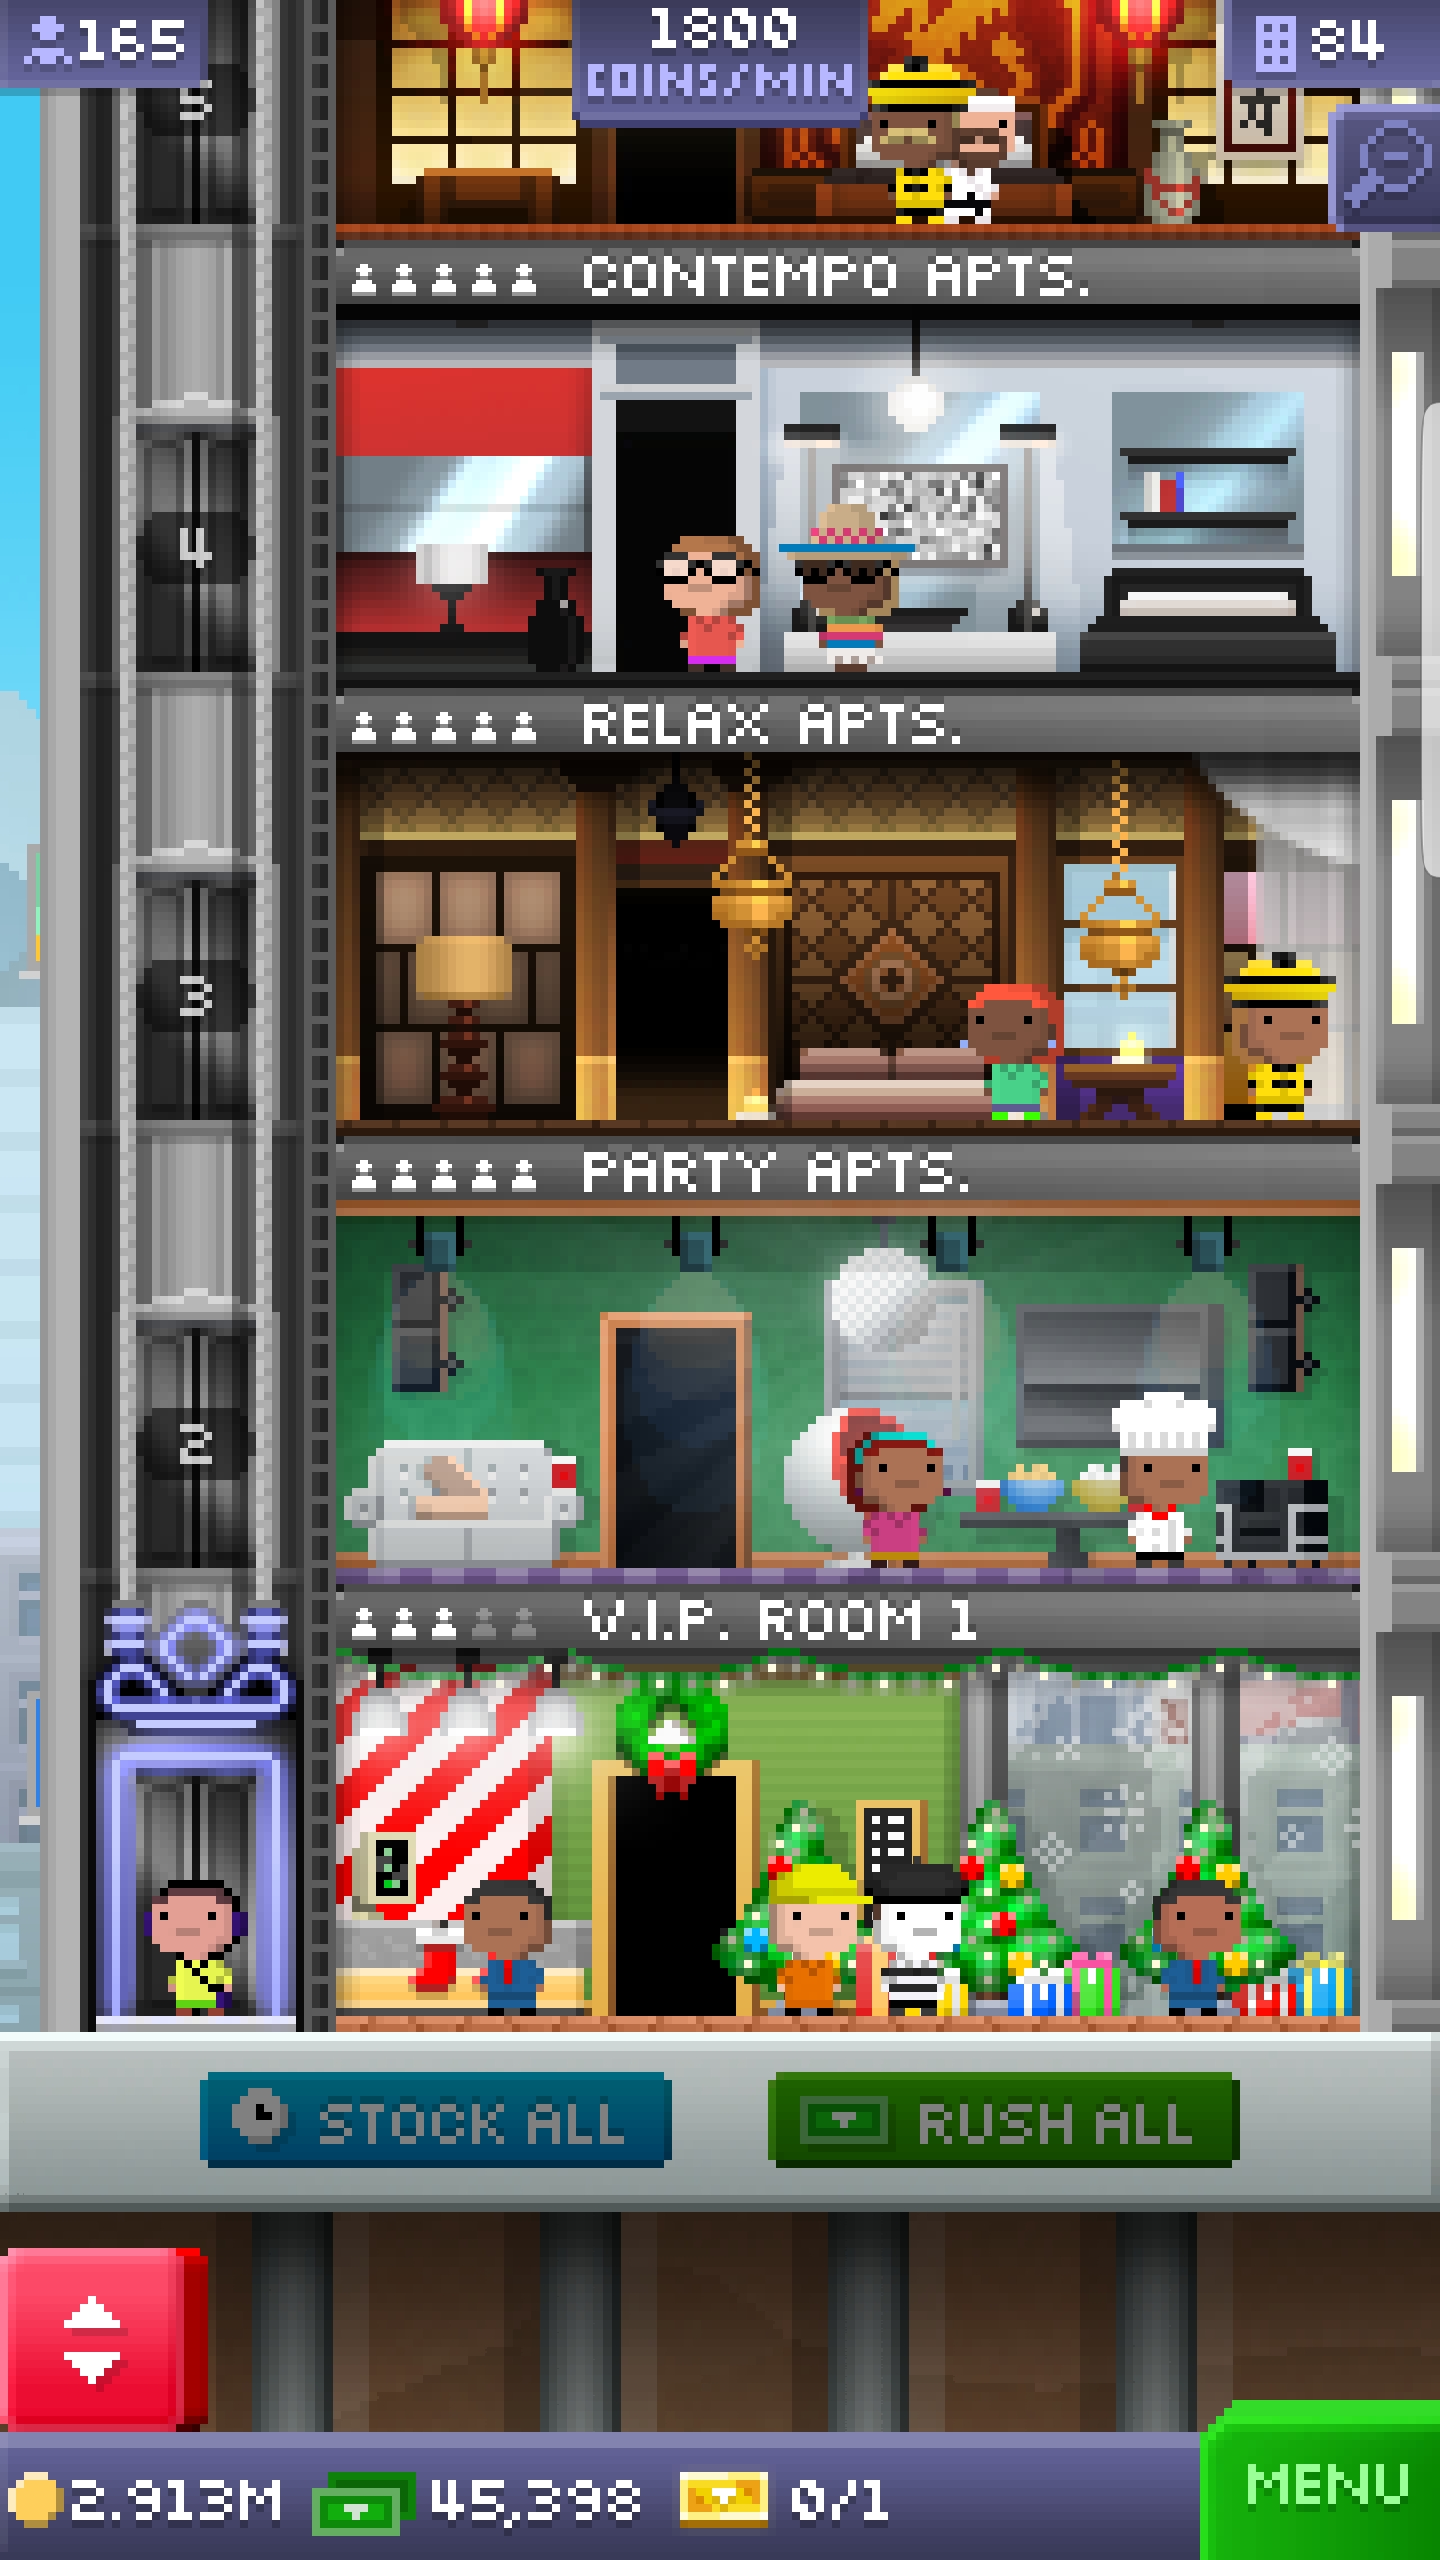 165
1800
COINS/MIN
84
5
CONTEMPO APTS.
4
RELAX APTS.
3
PARTY APTS.
2
V.I.P. ROOM 1
STOCK ALL
RUSH ALL
2.913M
45,398
0/1
MENU